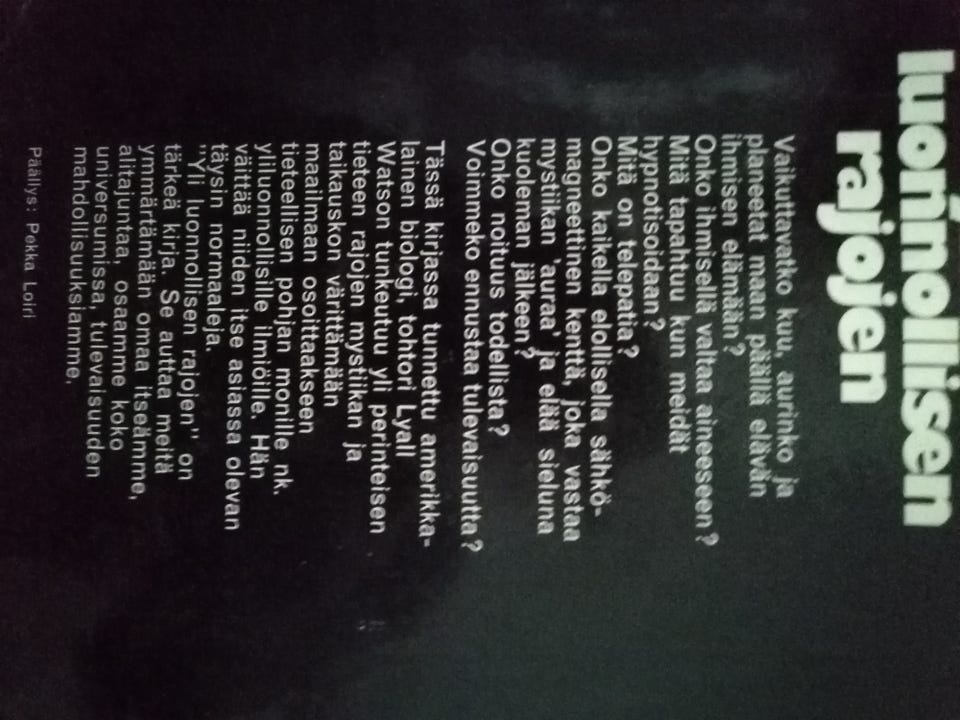 luonnollisen
rajojen
Vaikuttavatko kuu, aurinko ja
planeetat maan päällä elävän
ihmisen elämään?
Onko ihmisellä valtaa aineeseen?
Mitä tapahtuu kun meidät
hypnotisoidaan?
Mitä on telepatia?
Onko kaikella elollisella sähkö-
magneettinen kenttä, joka vastaa
mystiikan 'auraa' ja elää sieluna
kuoleman jälkeen?
Onko noituus todellista?
Voimmeko ennustaa tulevaisuutta?
Tässä kirjassa tunnettu amerikka-
lainen biologi, tohtori Lyall
Watson tunkeutuu yli perinteisen
tieteen rajojen mystiikan ja
taikauskon värittämään
maailmaan osoittaakseen
tieteellisen pohjan monille nk.
yliluonnollisille ilmiöille. Hän
väittää niiden itse asiassa olevan
täysin normaaleja.
"Yli luonnollisen rajojen" on
tärkeä kirja. Se auttaa meitä
ymmärtämään omaa itseämme,
alitajuntaa, osaamme koko
universumissa, tulevaisuuden
mahdollisuuksiamme.
Päällys: Pekka Loiri